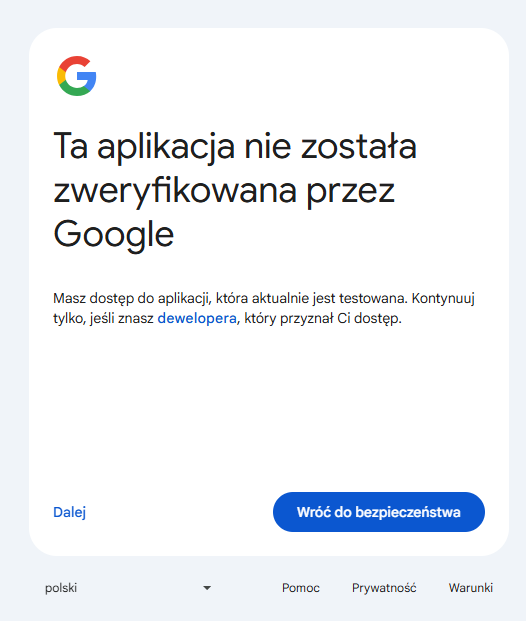 Ta aplikacja nie została
zweryfikowana przez
Google
Masz dostęp do aplikacji, która aktualnie jest testowana. Kontynuuj
tylko, jeśli znasz dewelopera, który przyznał Ci dostęp.
Dalej
Wróć do bezpieczeństwa
polski
Pomoc
Prywatność
Warunki